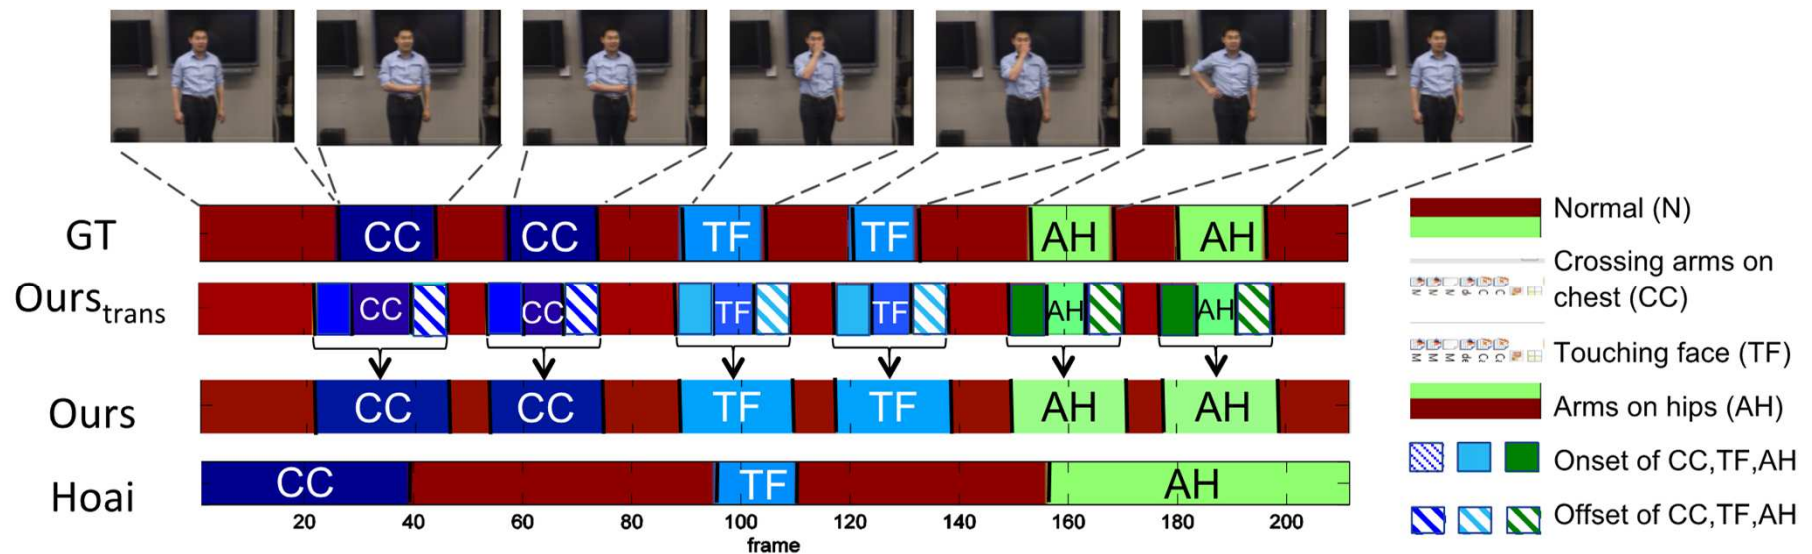 GT
CC CC TF TF AH AH
Ours trans
CC CC TF TF AH AH
Ours
CC CC TF TF AH AH
Hoai
CC TF AH
20 40 60 80 100 120 140 160 180 200
frame
Normal (N)
Crossing arms on
chest (CC)
Touching face (TF)
Arms on hips (AH)
Onset of CC,TF,AH
Offset of CC,TF,AH